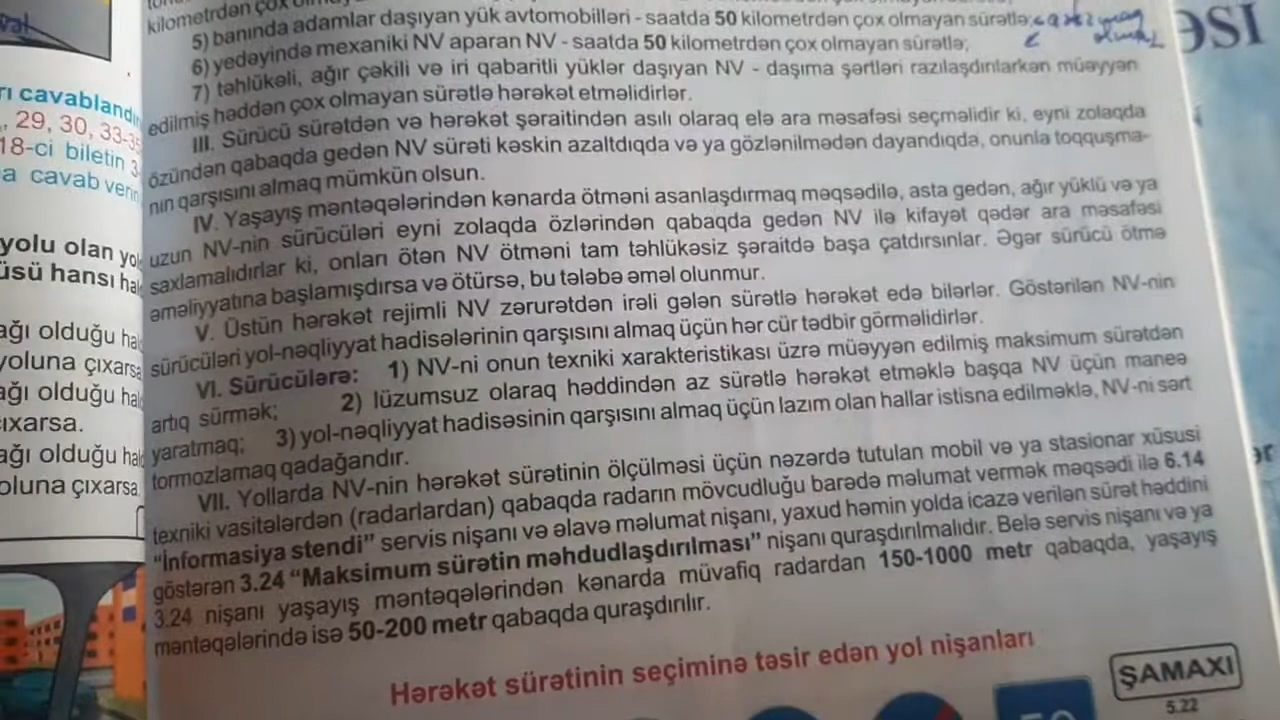 kilometrdən çox
5) banında adamlar daşıyan yük avtomobilləri - saatda 50 kilometrdən çox olmayan sürətlə;
6) yedəyində mexaniki NV aparan NV - saatda 50 kilometrdən çox olmayan sürətlə;
7) təhlükəli, ağır çəkili və iri qabaritli yüklər daşıyan NV - daşıma şərtləri razılaşdırılarkən müəyyən
edilmiş həddən çox olmayan sürətlə hərəkət etməlidirlər.
III. Sürücü sürətdən və hərəkət şəraitindən asılı olaraq elə ara məsafəsi seçməlidir ki, eyni zolaqda
özündən qabaqda gedən NV sürəti kəskin azaltdıqda və ya gözlənilmədən dayandıqda, onunla toqquşma-
nın qarşısını almaq mümkün olsun.
IV. Yaşayış məntəqələrindən kənarda ötməni asanlaşdırmaq məqsədilə, asta gedən, ağır yüklü və ya
uzun NV-nin sürücüləri eyni zolaqda özlərindən qabaqda gedən NV ilə kifayət qədər ara məsafəsi
saxlamalıdırlar ki, onları ötən NV ötməni tam təhlükəsiz şəraitdə başa çatdırsınlar. Əgər sürücü ötmə
əməliyyatına başlamışdırsa və ötürsə, bu tələbə əməl olunmur.
V. Üstün hərəkət rejimli NV zərurətdən irəli gələn sürətlə hərəkət edə bilərlər. Göstərilən NV-nin
sürücüləri yol-nəqliyyat hadisələrinin qarşısını almaq üçün hər cür tədbir görməlidirlər.
VI. Sürücülərə: 1) NV-ni onun texniki xarakteristikası üzrə müəyyən edilmiş maksimum sürətdən
artıq sürmək; 2) lüzumsuz olaraq həddindən az sürətlə hərəkət etməklə başqa NV üçün maneə
yaratmaq; 3) yol-nəqliyyat hadisəsinin qarşısını almaq üçün lazım olan hallar istisna edilməklə, NV-ni sərt
tormozlamaq qadağandır.
VII. Yollarda NV-nin hərəkət sürətinin ölçülməsi üçün nəzərdə tutulan mobil və ya stasionar xüsusi
texniki vasitələrdən (radarlardan) qabaqda radarın mövcudluğu barədə məlumat vermək məqsədi ilə 6.14
"İnformasiya stendi" servis nişanı və əlavə məlumat nişanı, yaxud həmin yolda icazə verilən sürət həddini
göstərən 3.24 "Maksimum sürətin məhdudlaşdırılması" nişanı quraşdırılmalıdır. Belə servis nişanı və ya
3.24 nişanı yaşayış məntəqələrindən kənarda müvafiq radardan 150-1000 metr qabaqda, yaşayış
məntəqələrində isə 50-200 metr qabaqda quraşdırılır.
Hərəkət sürətinin seçiminə təsir edən yol nişanları
ŞAMAXI
5.22
ƏSI
rı cavablandı
, 29, 30, 33-35
18-ci biletin 3
a cavab verin
yolu olan yol
üsü hansı hal
ağı olduğu hal
yoluna çıxarsa
ağı olduğu hal
ıxarsa.
ağı olduğu hal
oluna çıxarsa.